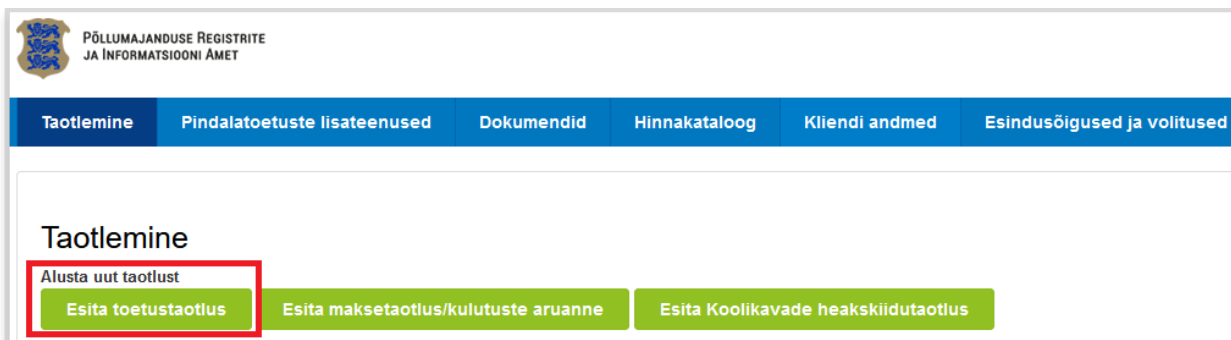 PÕLLUMAJANDUSE REGISTRITE
JA INFORMATSIOONI AMET
Taotlemine Pindalatoetuste lisateenused Dokumendid Hinnakataloog Kliendi andmed Esindusõigused ja volitused
Taotlemine
Alusta uut taotlust
Esita toetustaotlus Esita maksetaotlus/kulutuste aruanne Esita Koolikavade heakskiidutaotlus